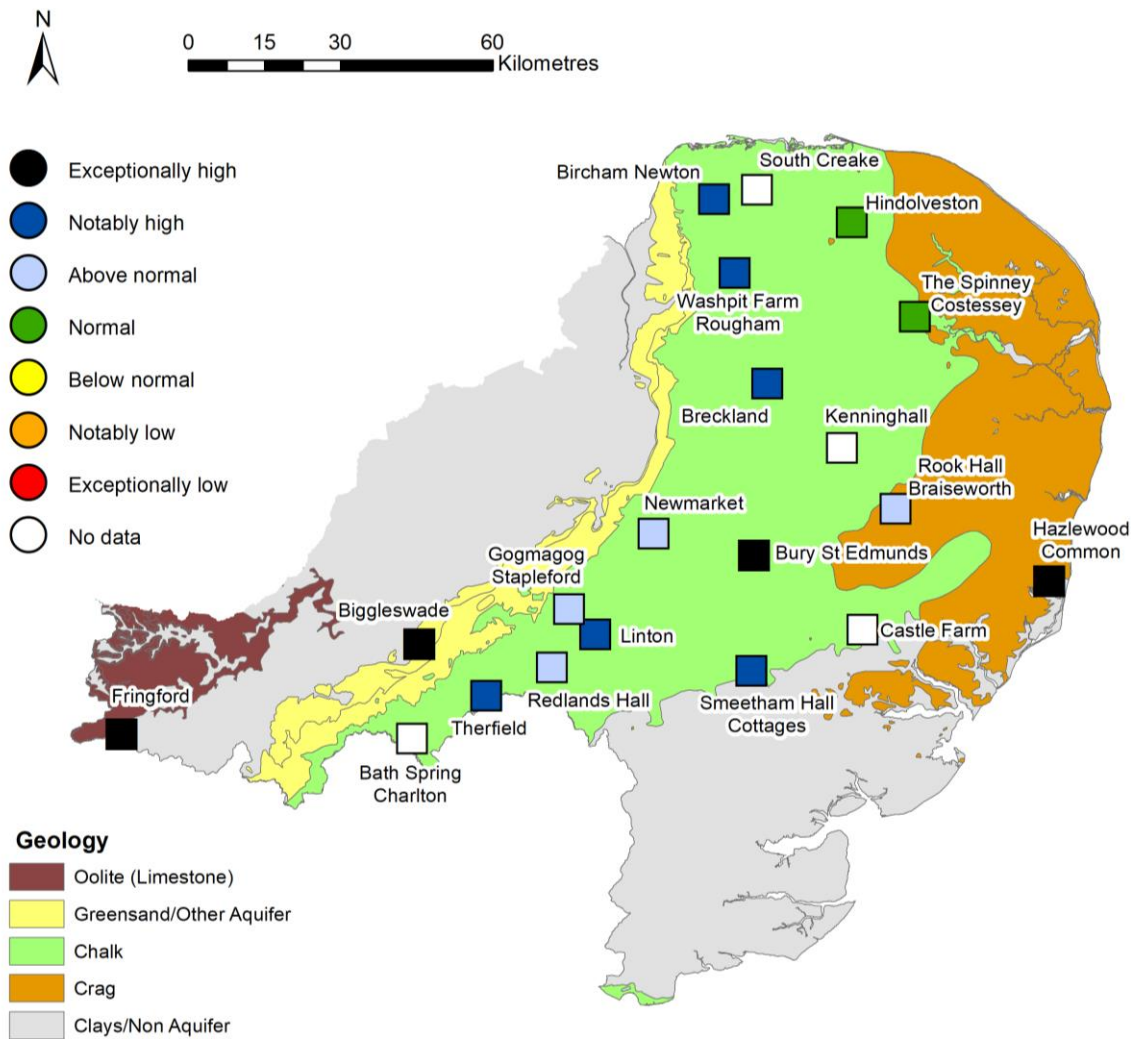 N
0 15 30 60
Kilometres
Exceptionally high
Notably high
Above normal
Normal
Below normal
Notably low
Exceptionally low
No data
South Creake
Bircham Newton
Hindolveston
The Spinney
Costessey
Washpit Farm
Rougham
Breckland
Kenninghall
Rook Hall
Braiseworth
Newmarket
Hazlewood
Common
Gogmagog
Stapleford
Bury St Edmunds
Biggleswade
Linton
Castle Farm
Fringford
Redlands Hall
Smeetham Hall
Cottages
Therfield
Bath Spring
Charlton
Geology
Oolite (Limestone)
Greensand/Other Aquifer
Chalk
Crag
Clays/Non Aquifer